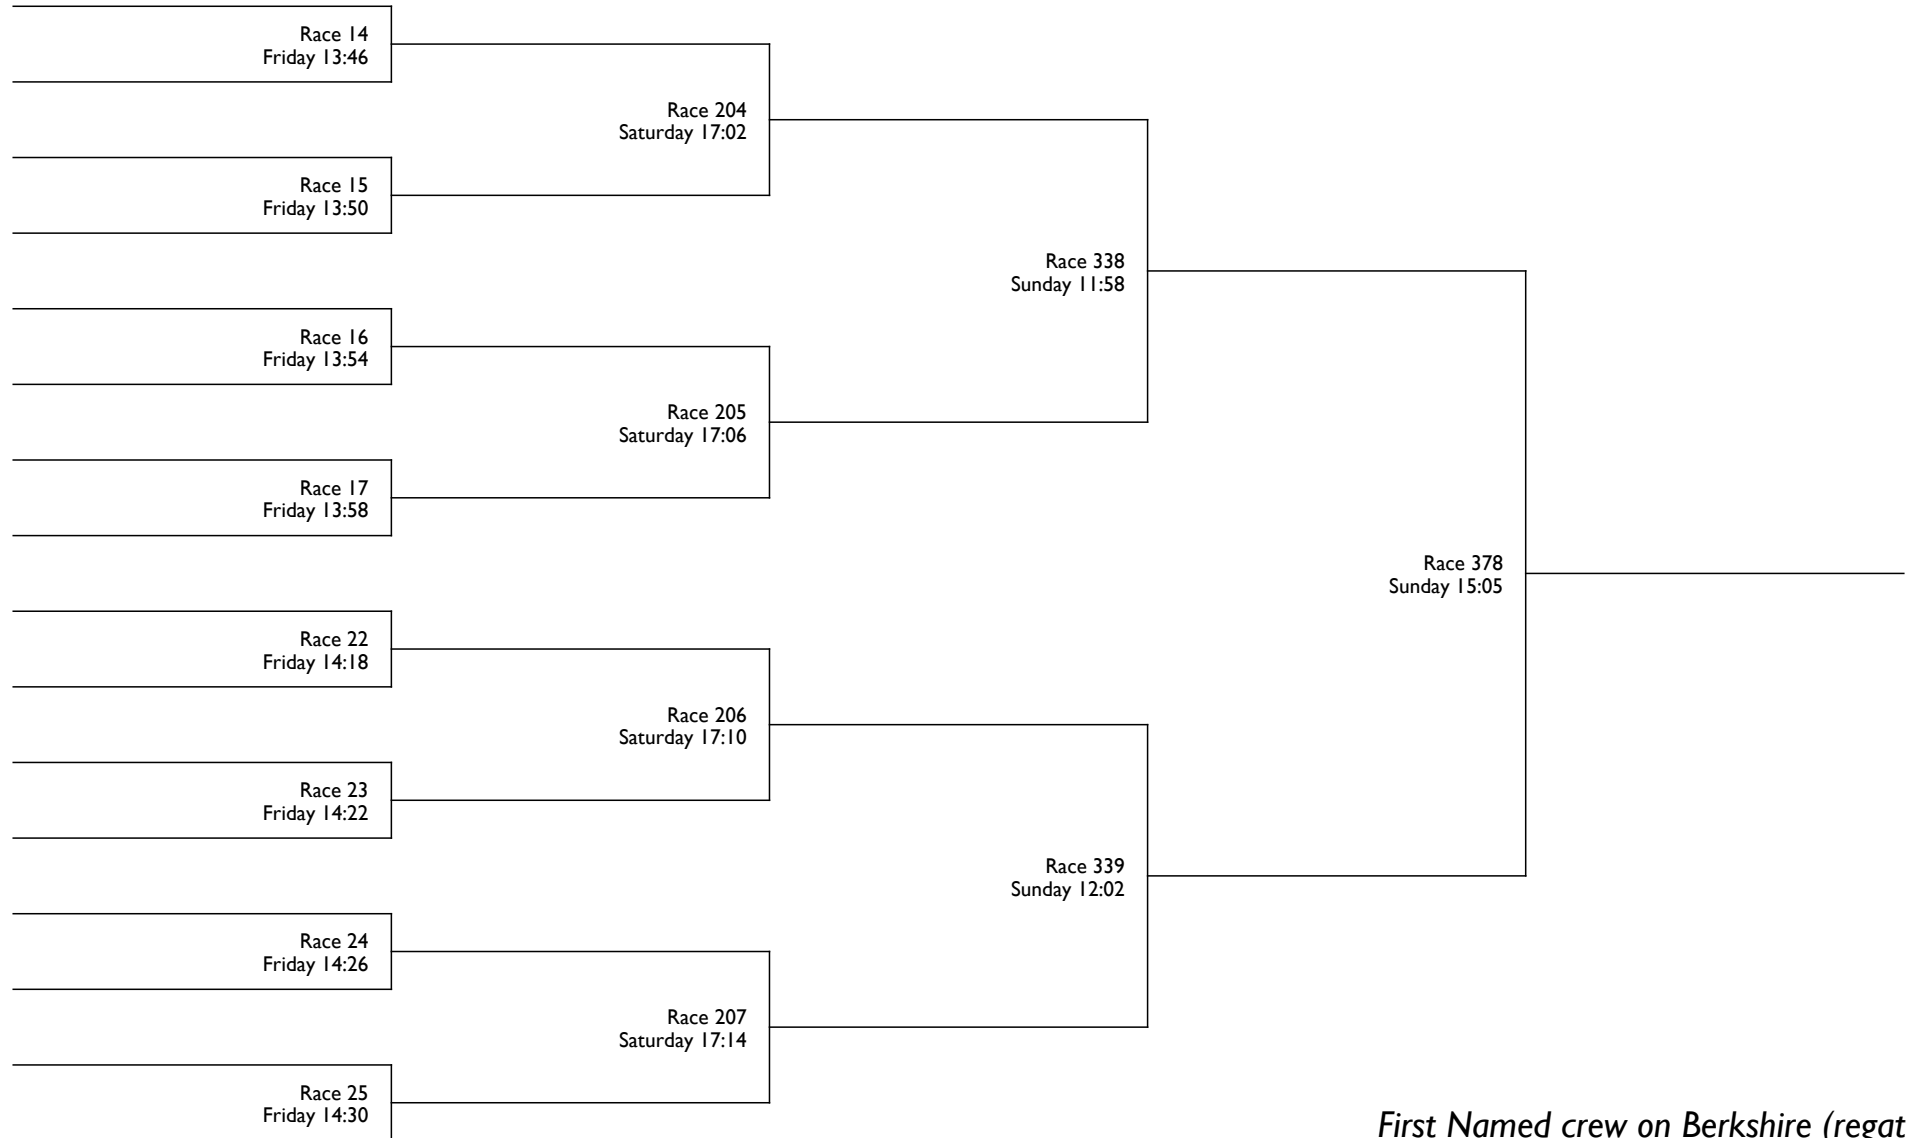 Race 14
Friday 13:46
Race 204
Saturday 17:02
Race 15
Friday 13:50
Race 338
Sunday 11:58
Race 16
Friday 13:54
Race 205
Saturday 17:06
Race 17
Friday 13:58
Race 378
Sunday 15:05
Race 22
Friday 14:18
Race 206
Saturday 17:10
Race 23
Friday 14:22
Race 339
Sunday 12:02
Race 24
Friday 14:26
Race 207
Saturday 17:14
Race 25
Friday 14:30
First Named crew on Berkshire (regat